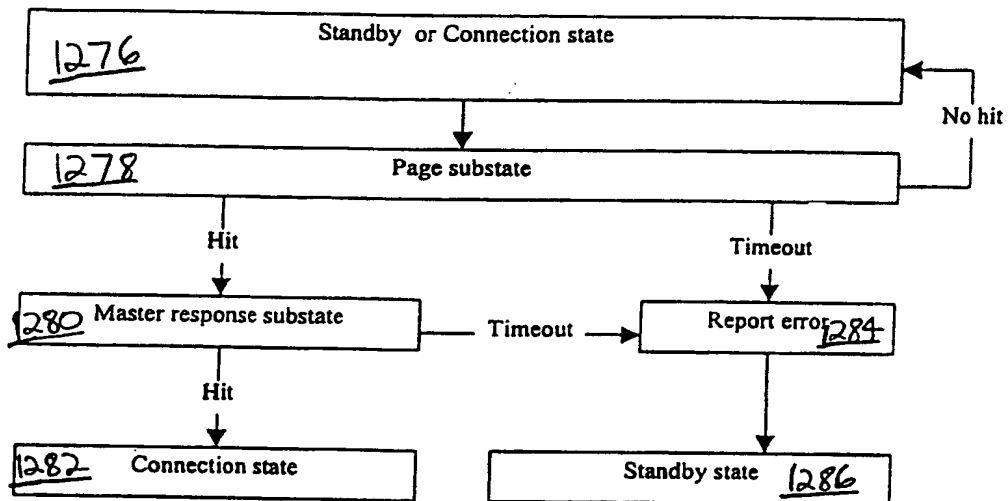 Standby or Connection state
1276
No hit
1278
Page substate
Hit
Timeout
1280
Master response substate
Timeout
Report error
1284
Hit
1282
Connection state
Standby state
1286